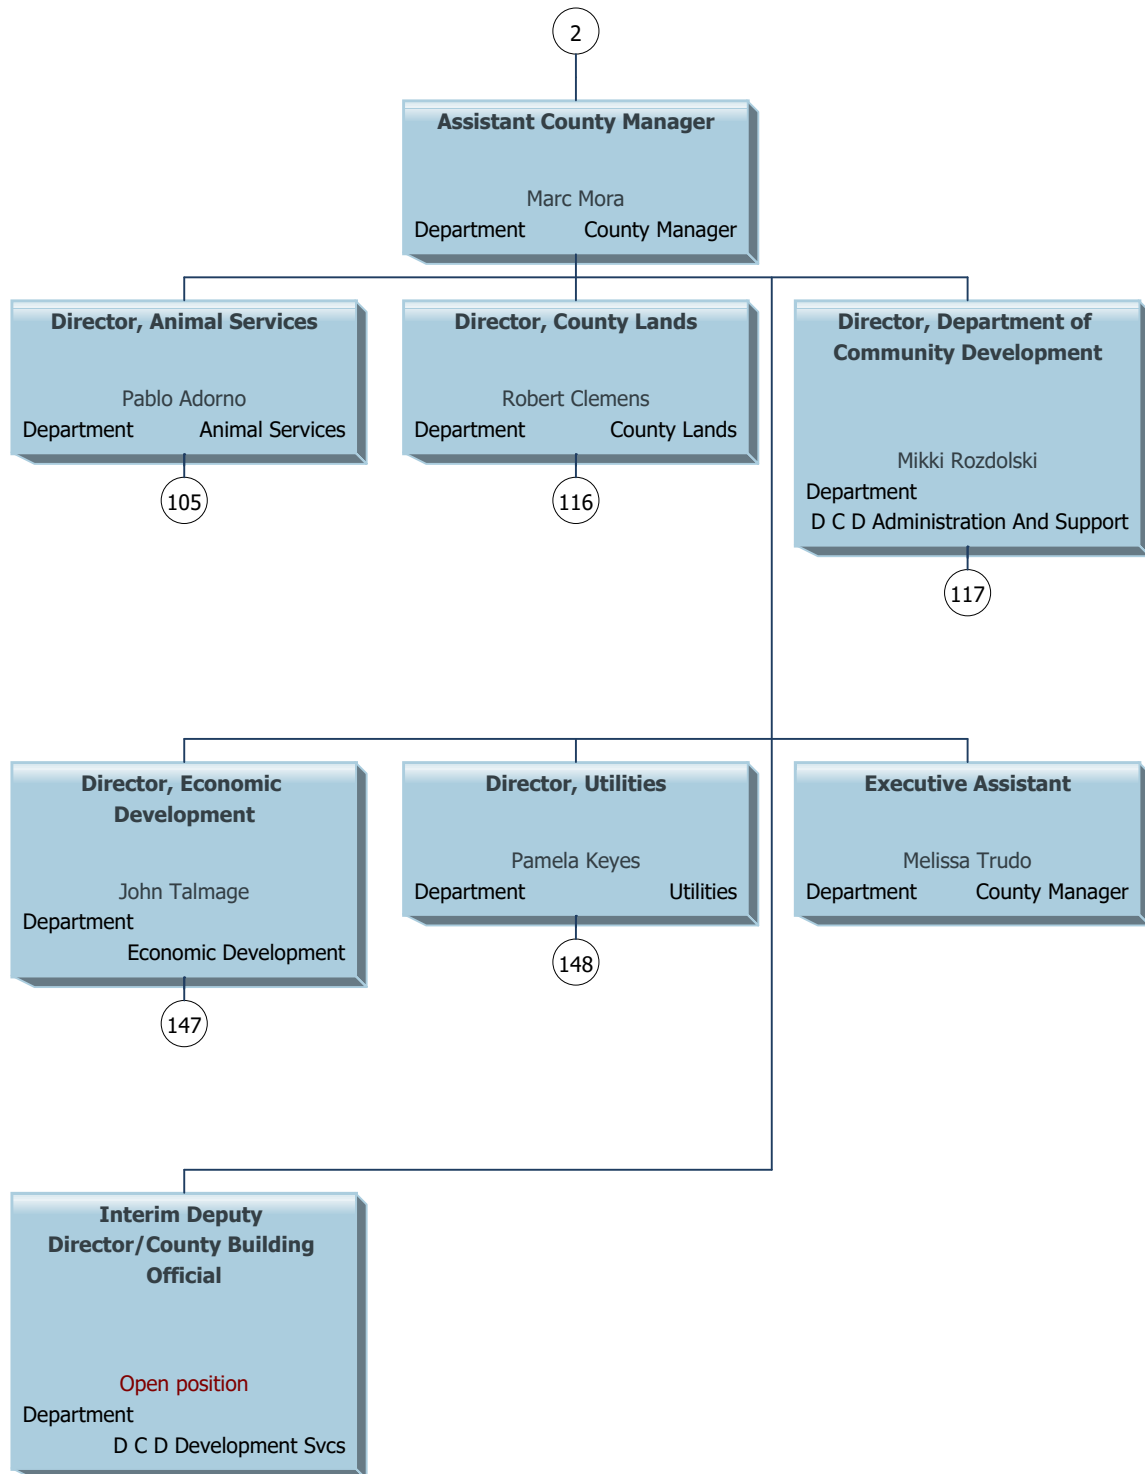 2
Assistant County Manager
Marc Mora
Department County Manager
Director, Animal Services
Pablo Adorno
Department Animal Services
105
Director, County Lands
Robert Clemens
Department County Lands
116
Director, Department of
Community Development
Mikki Rozdolski
Department
D C D Administration And Support
117
Director, Economic
Development
John Talmage
Department
Economic Development
147
Director, Utilities
Pamela Keyes
Department Utilities
148
Executive Assistant
Melissa Trudo
Department County Manager
Interim Deputy
Director/County Building
Official
Open position
Department
D C D Development Svcs